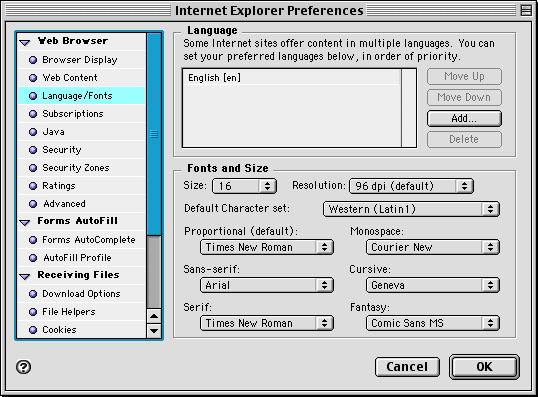 Internet Explorer Preferences
Web Browser
Browser Display
Web Content
Language/Fonts
Subscriptions
Java
Security
Security Zones
Ratings
Advanced
Forms AutoFill
Forms AutoComplete
AutoFill Profile
Receiving Files
Download Options
File Helpers
Cookies
Language
Some Internet sites offer content in multiple languages. You can
set your preferred languages below, in order of priority.
English [en]
Move Up
Move Down
Add...
Delete
Fonts and Size
Size: 16 Resolution: 96 dpi (default)
Default Character set: Western (Latin1)
Proportional (default): Monospace:
Times New Roman Courier New
Sans-serif: Cursive:
Arial Geneva
Serif: Fantasy:
Times New Roman Comic Sans MS
? Cancel OK